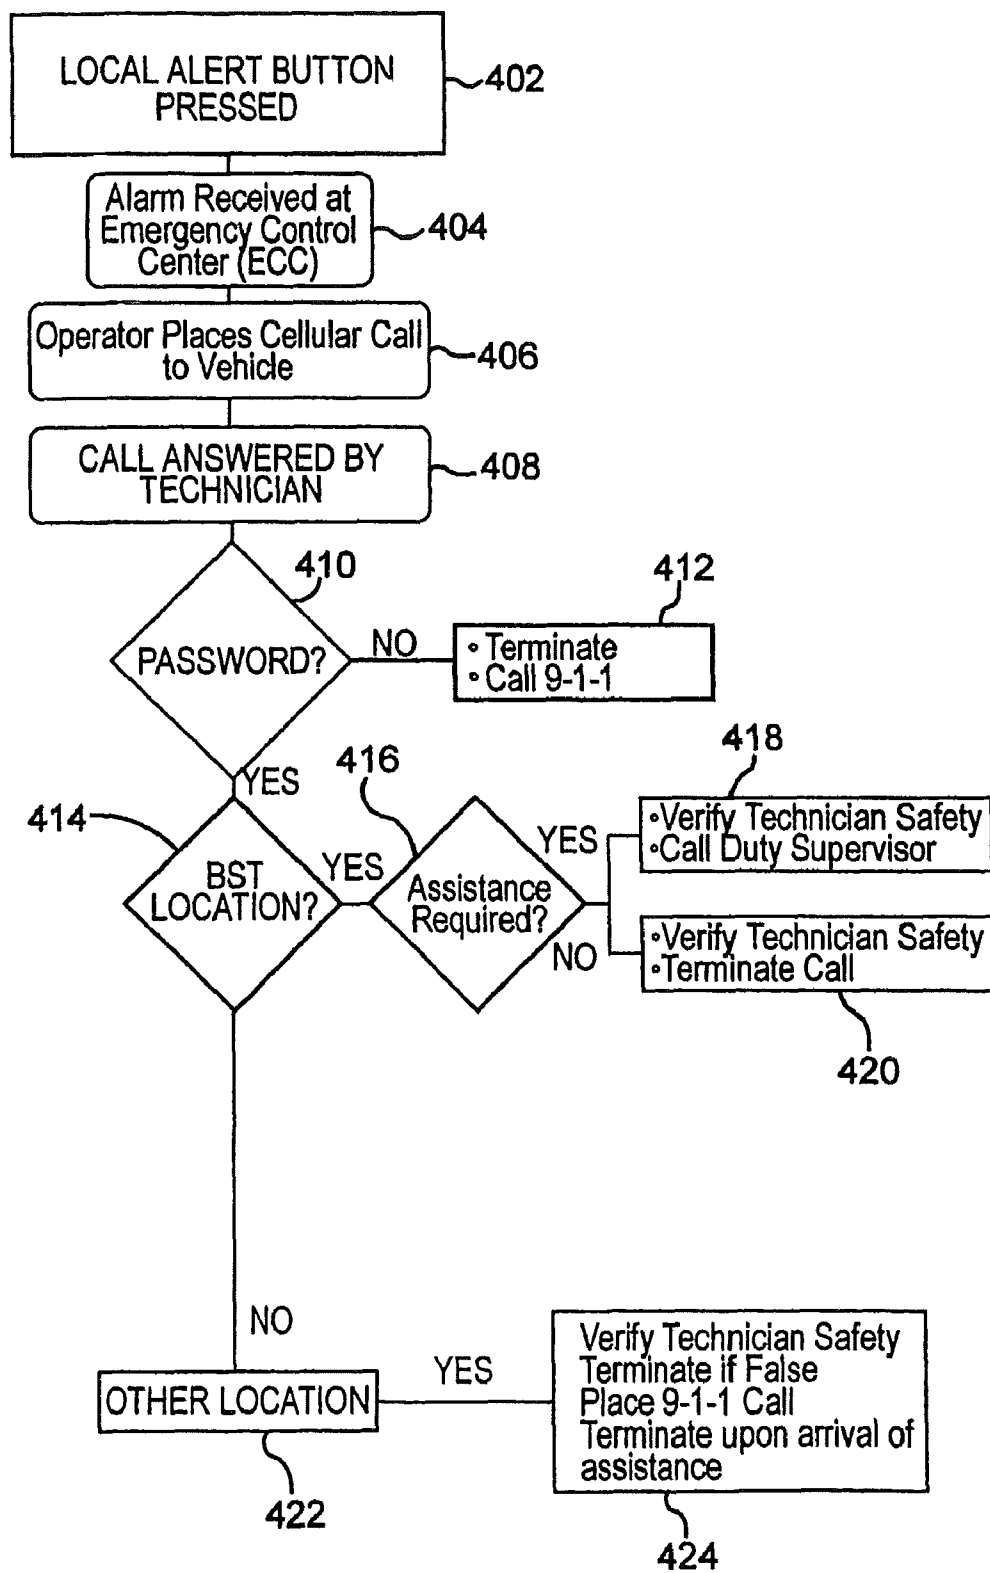 LOCAL ALERT BUTTON
PRESSED
402
Alarm Received at
Emergency Control
Center (ECC)
404
Operator Places Cellular Call
to Vehicle
406
CALL ANSWERED BY
TECHNICIAN
408
410
PASSWORD?
NO
412
◦ Terminate
◦ Call 9-1-1
YES
414
BST
LOCATION?
YES
416
Assistance
Required?
YES
418
◦Verify Technician Safety
◦Call Duty Supervisor
NO
◦Verify Technician Safety
◦Terminate Call
420
NO
OTHER LOCATION
422
YES
Verify Technician Safety
Terminate if False
Place 9-1-1 Call
Terminate upon arrival of
assistance
424